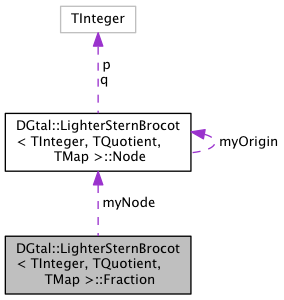 TInteger
p
q
DGtal::LighterSternBrocot
< TInteger, TQuotient,
TMap >::Node
myOrigin
myNode
DGtal::LighterSternBrocot
< TInteger, TQuotient,
TMap >::Fraction